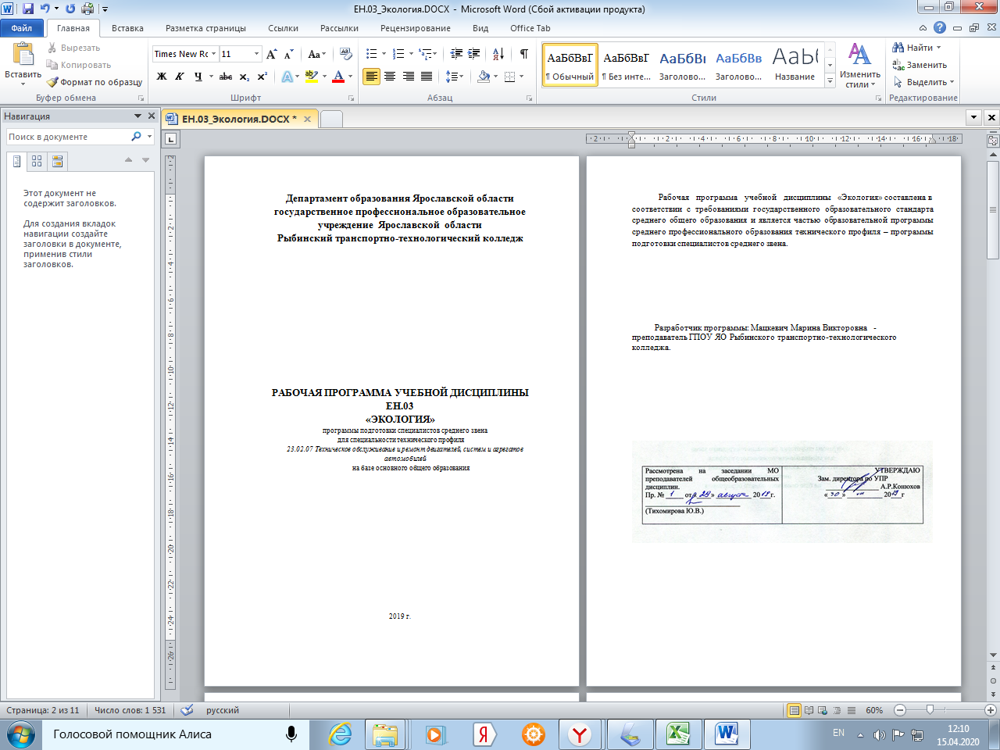 ЕН.03_Экология.DOCX - Microsoft Word (Сбой активации продукта)
Файл Главная Вставка Разметка страницы Ссылки Рассылки Рецензирование Вид Office Tab
Вставить
Вырезать
Копировать
Формат по образцу
Буфер обмена
Times New Rc 11
Ж К Ч abc x₂ x²
Шрифт
Абзац
АаБбВвГ АаБбВвГ АаБбВı АаБбВв АаБ
¶ Обычный ¶ Без инте... Заголово... Заголово... Название
Изменить стили
Стили
Найти
Заменить
Выделить
Редактирование
Навигация
Поиск в документе
Этот документ не
содержит заголовков.
Для создания вкладок
навигации создайте
заголовки в документе,
применив стили
заголовков.
ЕН.03_Экология.DOCX *
Департамент образования Ярославской области
государственное профессиональное образовательное
учреждение Ярославской области
Рыбинский транспортно-технологический колледж
РАБОЧАЯ ПРОГРАММА УЧЕБНОЙ ДИСЦИПЛИНЫ
ЕН.03
«ЭКОЛОГИЯ»
программы подготовки специалистов среднего звена
для специальности технического профиля
23.02.07 Техническое обслуживание и ремонт двигателей, систем и агрегатов
автомобилей
на базе основного общего образования
2019 г.
Рабочая программа учебной дисциплины «Экология» составлена в
соответствии с требованиями государственного образовательного стандарта
среднего общего образования и является частью образовательной программы
среднего профессионального образования технического профиля – программы
подготовки специалистов среднего звена.
Разработчик программы: Мацкевич Марина Викторовна -
преподаватель ГПОУ ЯО Рыбинского транспортно-технологического
колледжа.
Рассмотрена на заседании МО
преподавателей общеобразовательных
дисциплин.
Пр. № 1 от « 29 » августа 2019 г.
(Тихомирова Ю.В.)
УТВЕРЖДАЮ
Зам. директора по УПР
А.Р.Конюхов
« 30 » 2019 г
Страница: 2 из 11 Число слов: 1 531 русский 60%
Голосовой помощник Алиса
EN
12:10
15.04.2020